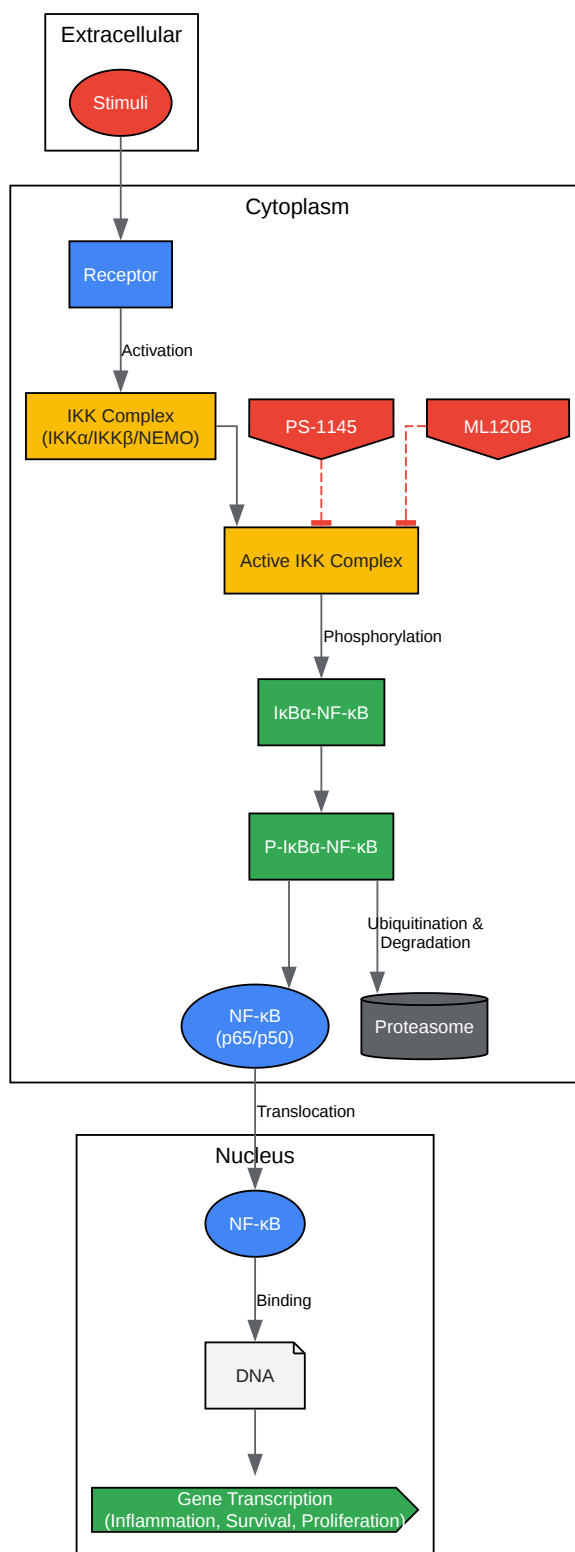 Extracellular
Stimuli
Cytoplasm
Receptor
Activation
IKK Complex
(IKKα/IKKβ/NEMO)
PS-1145
ML120B
Active IKK Complex
Phosphorylation
IκBα-NF-κB
P-IκBα-NF-κB
Ubiquitination &
Degradation
NF-κB
(p65/p50)
Proteasome
Translocation
Nucleus
NF-κB
Binding
DNA
Gene Transcription
(Inflammation, Survival, Proliferation)